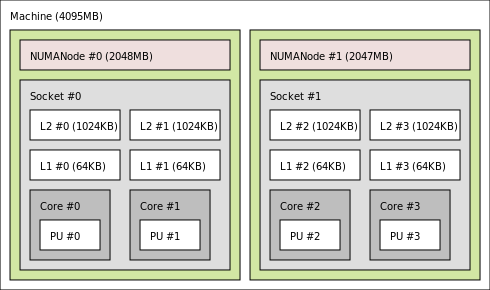 Machine (4095MB)
NUMANode #0 (2048MB)
NUMANode #1 (2047MB)
Socket #0
Socket #1
L2 #0 (1024KB)
L2 #1 (1024KB)
L2 #2 (1024KB)
L2 #3 (1024KB)
L1 #0 (64KB)
L1 #1 (64KB)
L1 #2 (64KB)
L1 #3 (64KB)
Core #0
Core #1
Core #2
Core #3
PU #0
PU #1
PU #2
PU #3